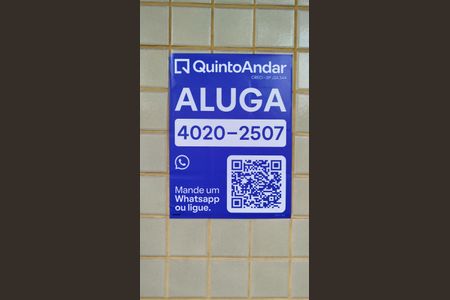 QuintoAndar
ALUGA
4020-2507
Mande um
Whatsapp
ou ligue.